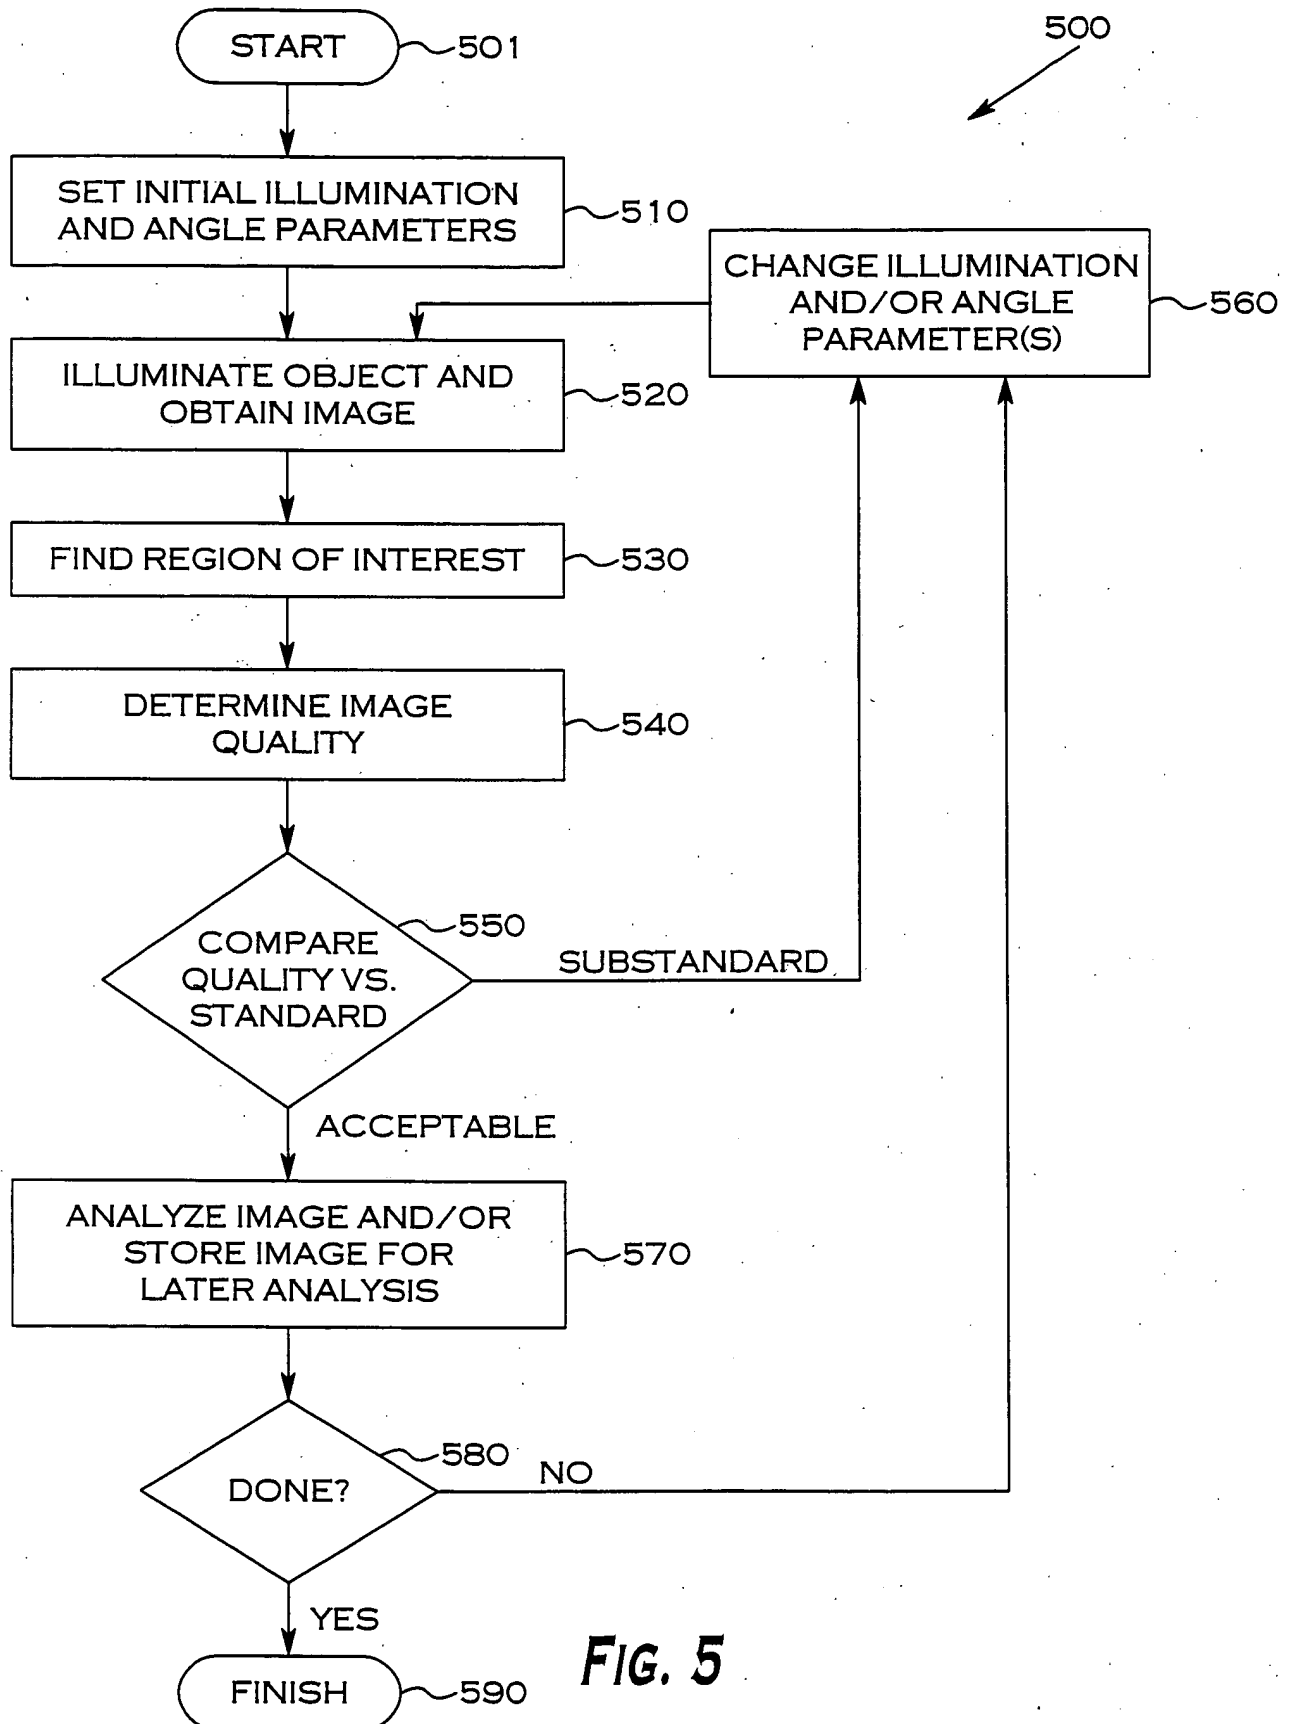 START
501
500
SET INITIAL ILLUMINATION
AND ANGLE PARAMETERS
510
CHANGE ILLUMINATION
AND/OR ANGLE
PARAMETER(S)
560
ILLUMINATE OBJECT AND
OBTAIN IMAGE
520
FIND REGION OF INTEREST
530
DETERMINE IMAGE
QUALITY
540
COMPARE
QUALITY VS.
STANDARD
550
SUBSTANDARD
ACCEPTABLE
ANALYZE IMAGE AND/OR
STORE IMAGE FOR
LATER ANALYSIS
570
DONE?
580
NO
YES
FINISH
590
FIG. 5